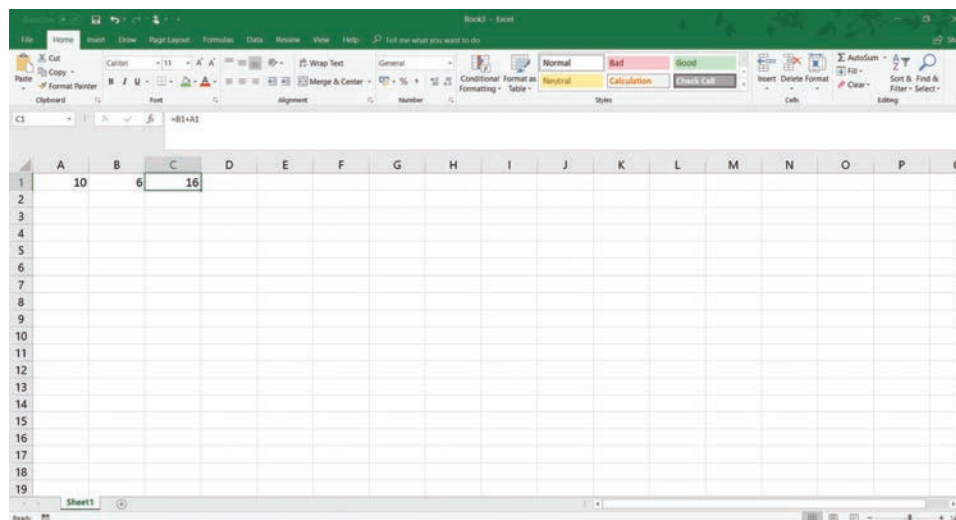 Book3 - Excel
File Home Insert Draw Page Layout Formulas Data Review View Help Tell me what you want to do
Cut
Copy
Format Painter
Paste
Clipboard
Calibri 11
B I U
Font
Wrap Text
Merge & Center
Alignment
General
%
Number
Conditional Formatting
Format as Table
Normal Bad Good
Neutral Calculation Check Cell
Styles
Insert Delete Format
Cells
AutoSum
Fill
Clear
Sort & Filter
Find & Select
Editing
C1 fx =B1+A1
A B C D E F G H I J K L M N O P
1 10 6 16
2
3
4
5
6
7
8
9
10
11
12
13
14
15
16
17
18
19
Sheet1
Ready